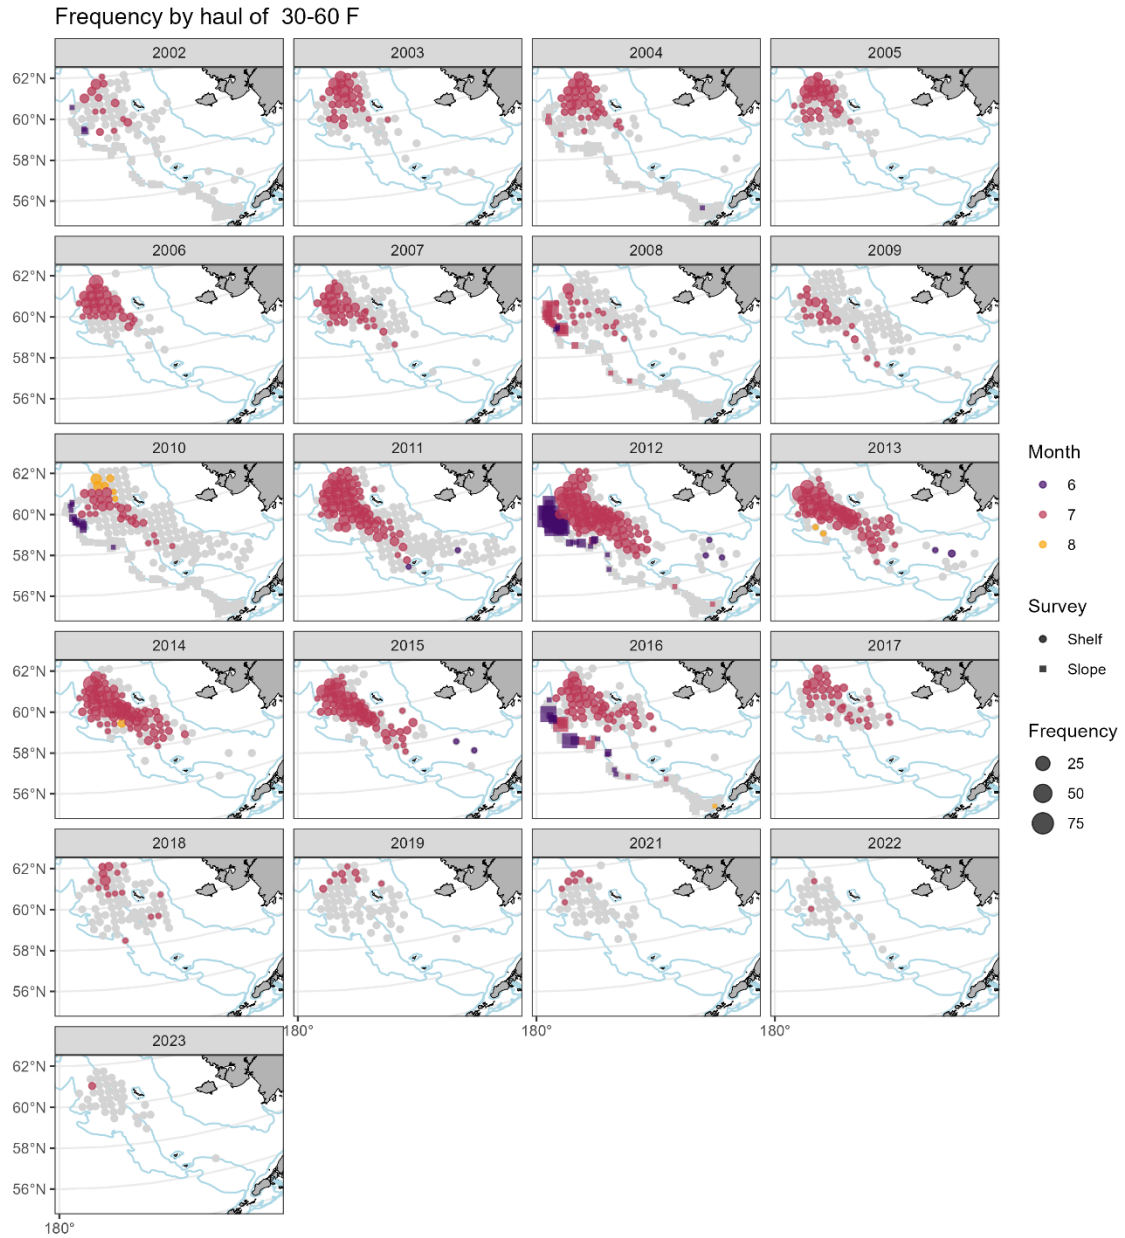 Frequency by haul of  30-60 F
2002 2003 2004 2005
62°N
60°N
58°N
56°N
2006 2007 2008 2009
62°N
60°N
58°N
56°N
2010 2011 2012 2013
62°N
60°N
58°N
56°N
2014 2015 2016 2017
62°N
60°N
58°N
56°N
2018 2019 2021 2022
62°N
60°N
58°N
56°N
180° 180° 180°
2023
62°N
60°N
58°N
56°N
180°
Month
6
7
8
Survey
Shelf
Slope
Frequency
25
50
75